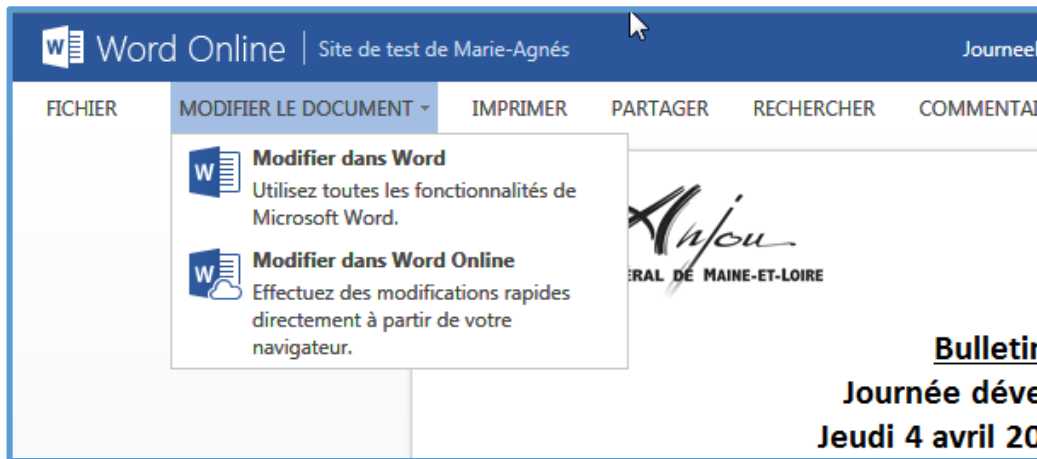 Word Online | Site de test de Marie-Agnés
FICHIER MODIFIER LE DOCUMENT IMPRIMER PARTAGER RECHERCHER
Modifier dans Word
Utilisez toutes les fonctionnalités de
Microsoft Word.
Modifier dans Word Online
Effectuez des modifications rapides
directement à partir de votre
navigateur.
Anjou
DE MAINE-ET-LOIRE
Journée
Jeudi 4 avril